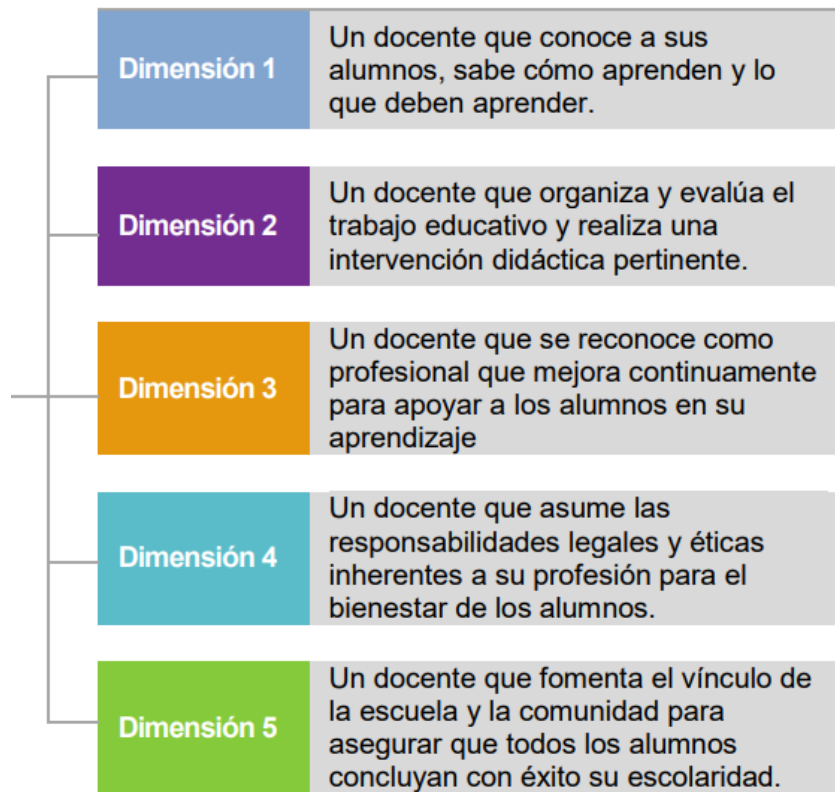 Dimensión 1
Un docente que conoce a sus
alumnos, sabe cómo aprenden y lo
que deben aprender.
Dimensión 2
Un docente que organiza y evalúa el
trabajo educativo y realiza una
intervención didáctica pertinente.
Dimensión 3
Un docente que se reconoce como
profesional que mejora continuamente
para apoyar a los alumnos en su
aprendizaje
Dimensión 4
Un docente que asume las
responsabilidades legales y éticas
inherentes a su profesión para el
bienestar de los alumnos.
Dimensión 5
Un docente que fomenta el vínculo de
la escuela y la comunidad para
asegurar que todos los alumnos
concluyan con éxito su escolaridad.